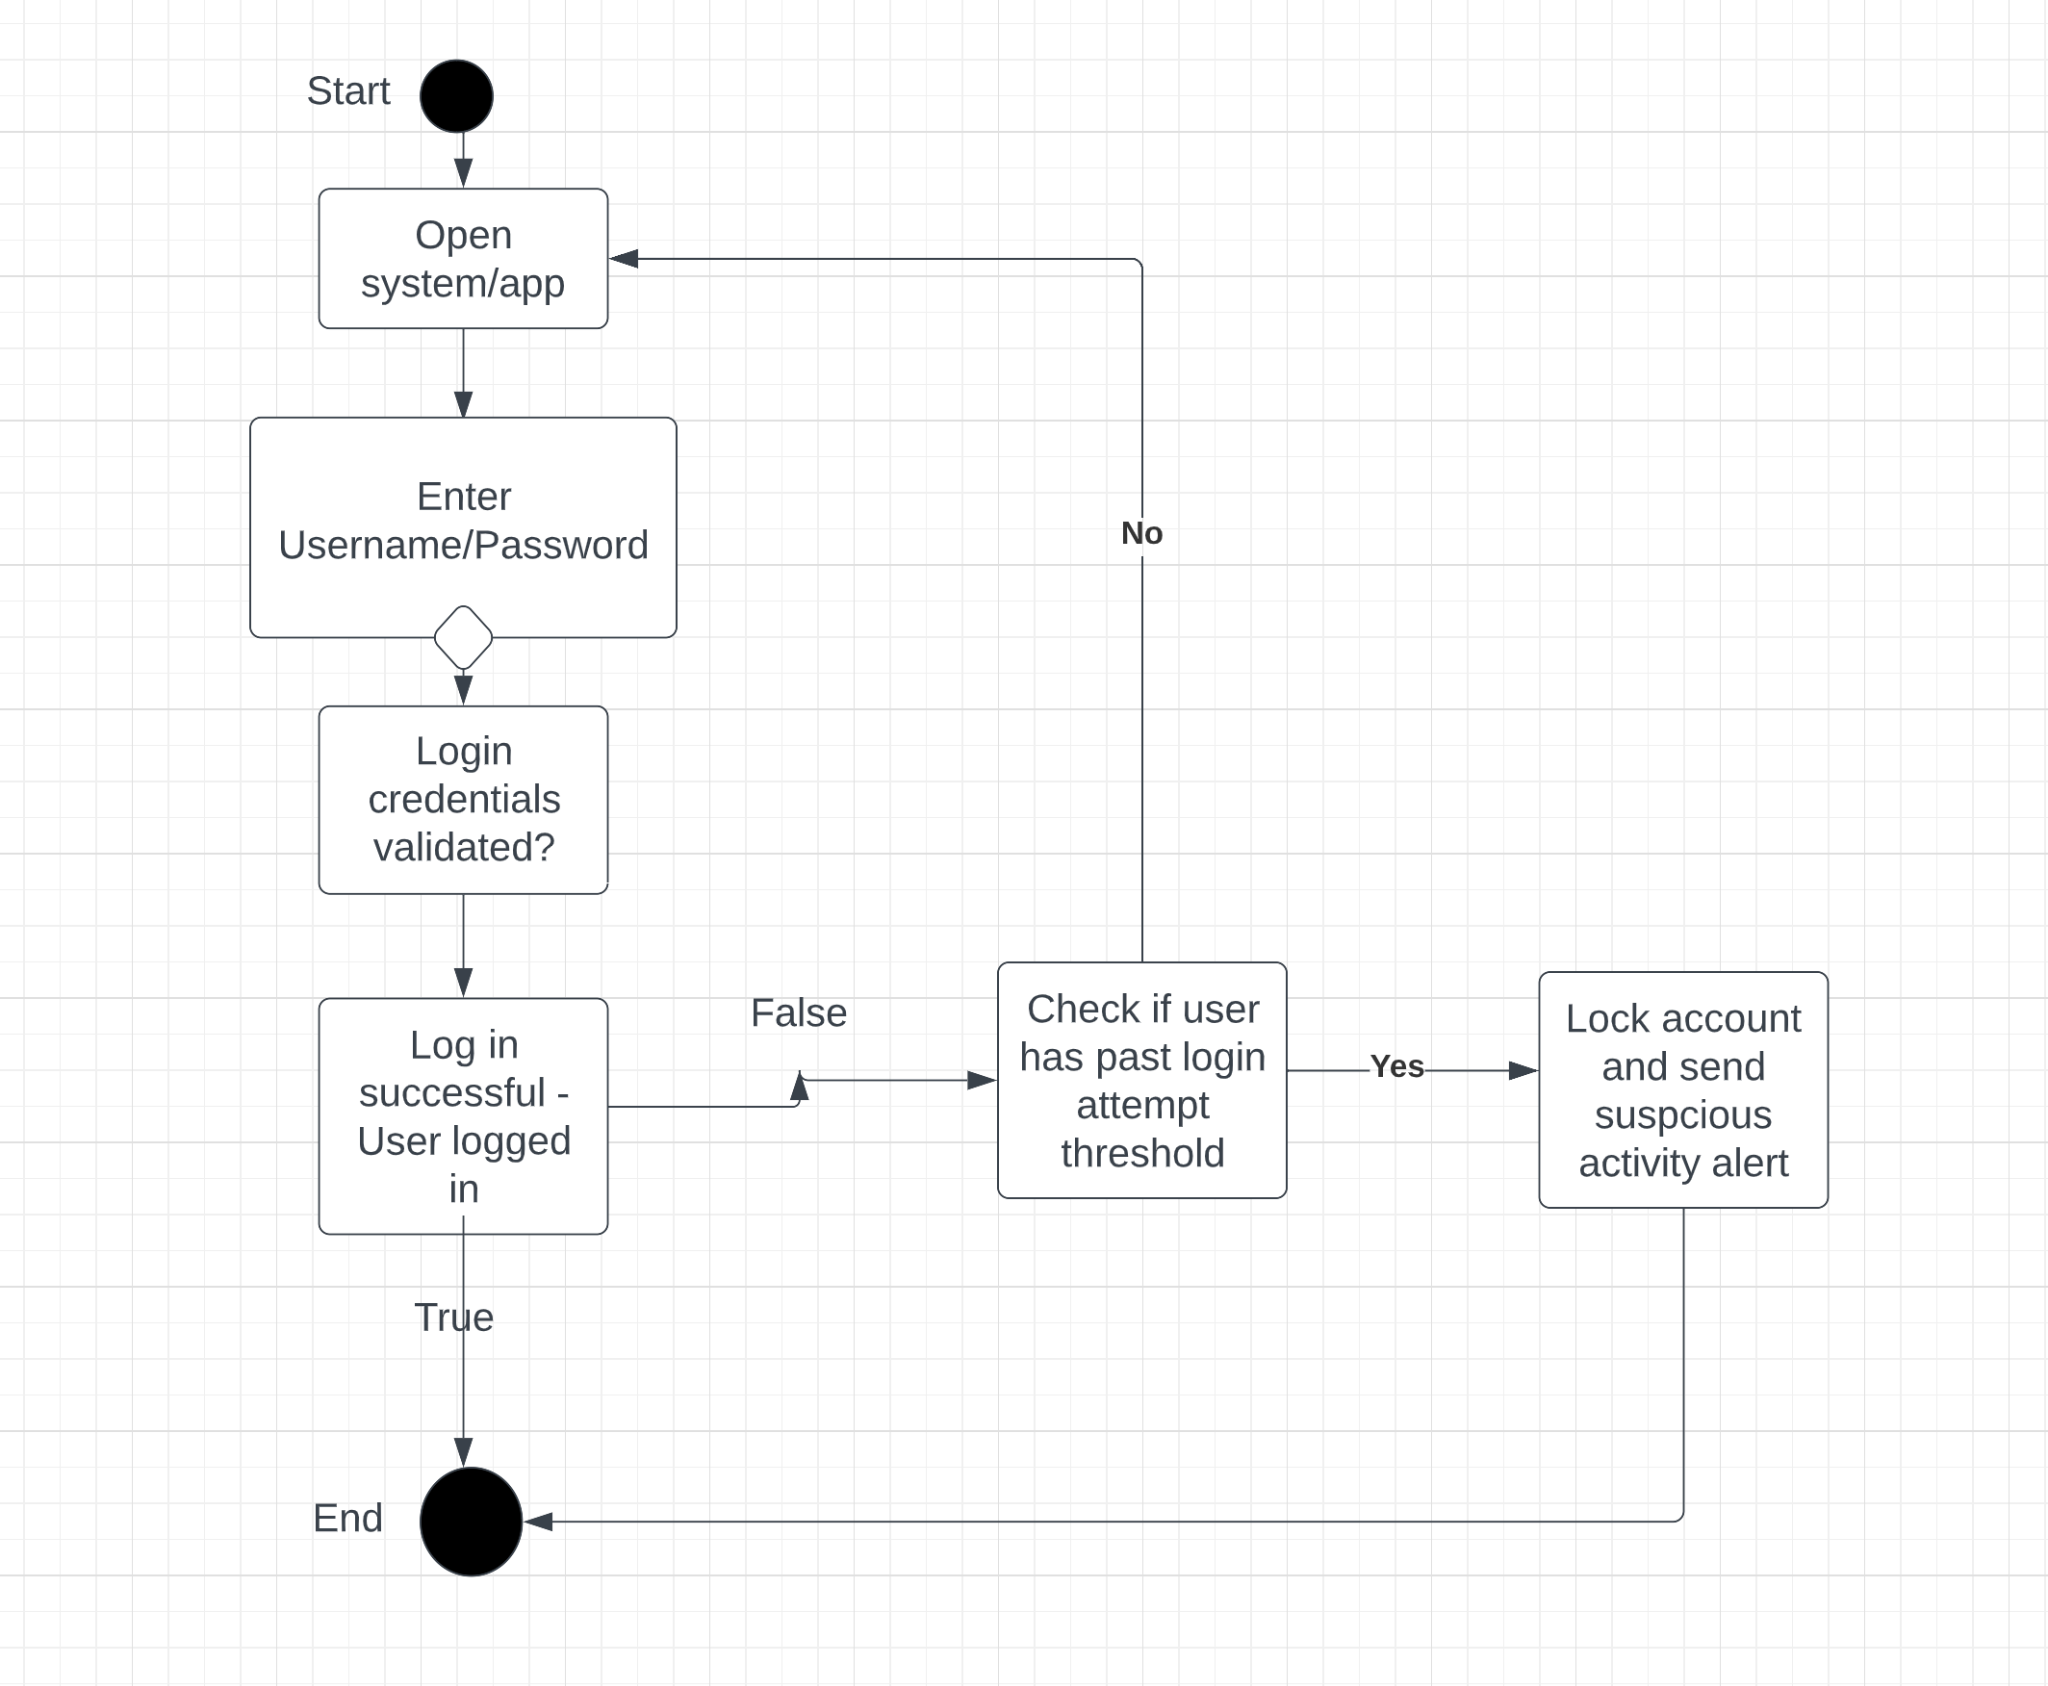 Start
Open
system/app
Enter
Username/Password
No
Login
credentials
validated?
Log in
successful -
User logged
in
False
Check if user
has past login
attempt
threshold
Yes
Lock account
and send
suspcious
activity alert
True
End